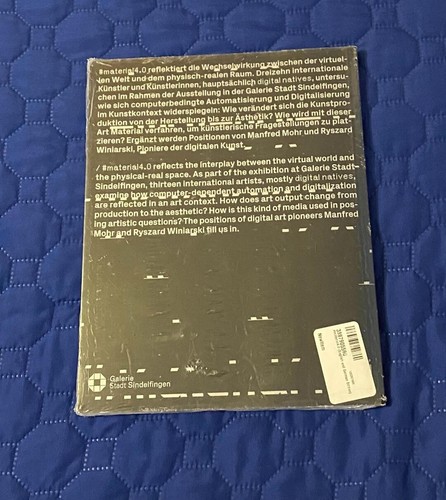 #material4.0 reflektiert die Wechselwirkung zwischen der virtuel-
len Welt und dem physisch-realen Raum. Dreizehn internationale
Künstler und Künstlerinnen, hauptsächlich digital natives, untersu-
chen im Rahmen der Ausstellung in der Galerie Stadt Sindelfingen,
wie sich computerbedingte Automatisierung und Digitalisierung
im Kunstkontext widerspiegeln: Wie verändert sich die Kunstpro-
duktion von der Herstellung bis zur Ästhetik? Wie wird mit dieser
Art Material verfahren, um künstlerische Fragestellungen zu plat-
zieren? Ergänzt werden Positionen von Manfred Mohr und Ryszard
Winiarski, Pioniere der digitalen Kunst.
/ #material4.0 reflects the interplay between the virtual world and
the physical-real space. As part of the exhibition at Galerie Stadt
Sindelfingen, thirteen international artists, mostly digital natives,
examine how computer-dependent automation and digitalization
are reflected in an art context. How does art output change from
production to the aesthetic? How is this kind of media used in pos-
ing artistic questions? The positions of digital art pioneers Manfred
Mohr and Ryszard Winiarski fill us in.
Galerie
Stadt Sindelfingen